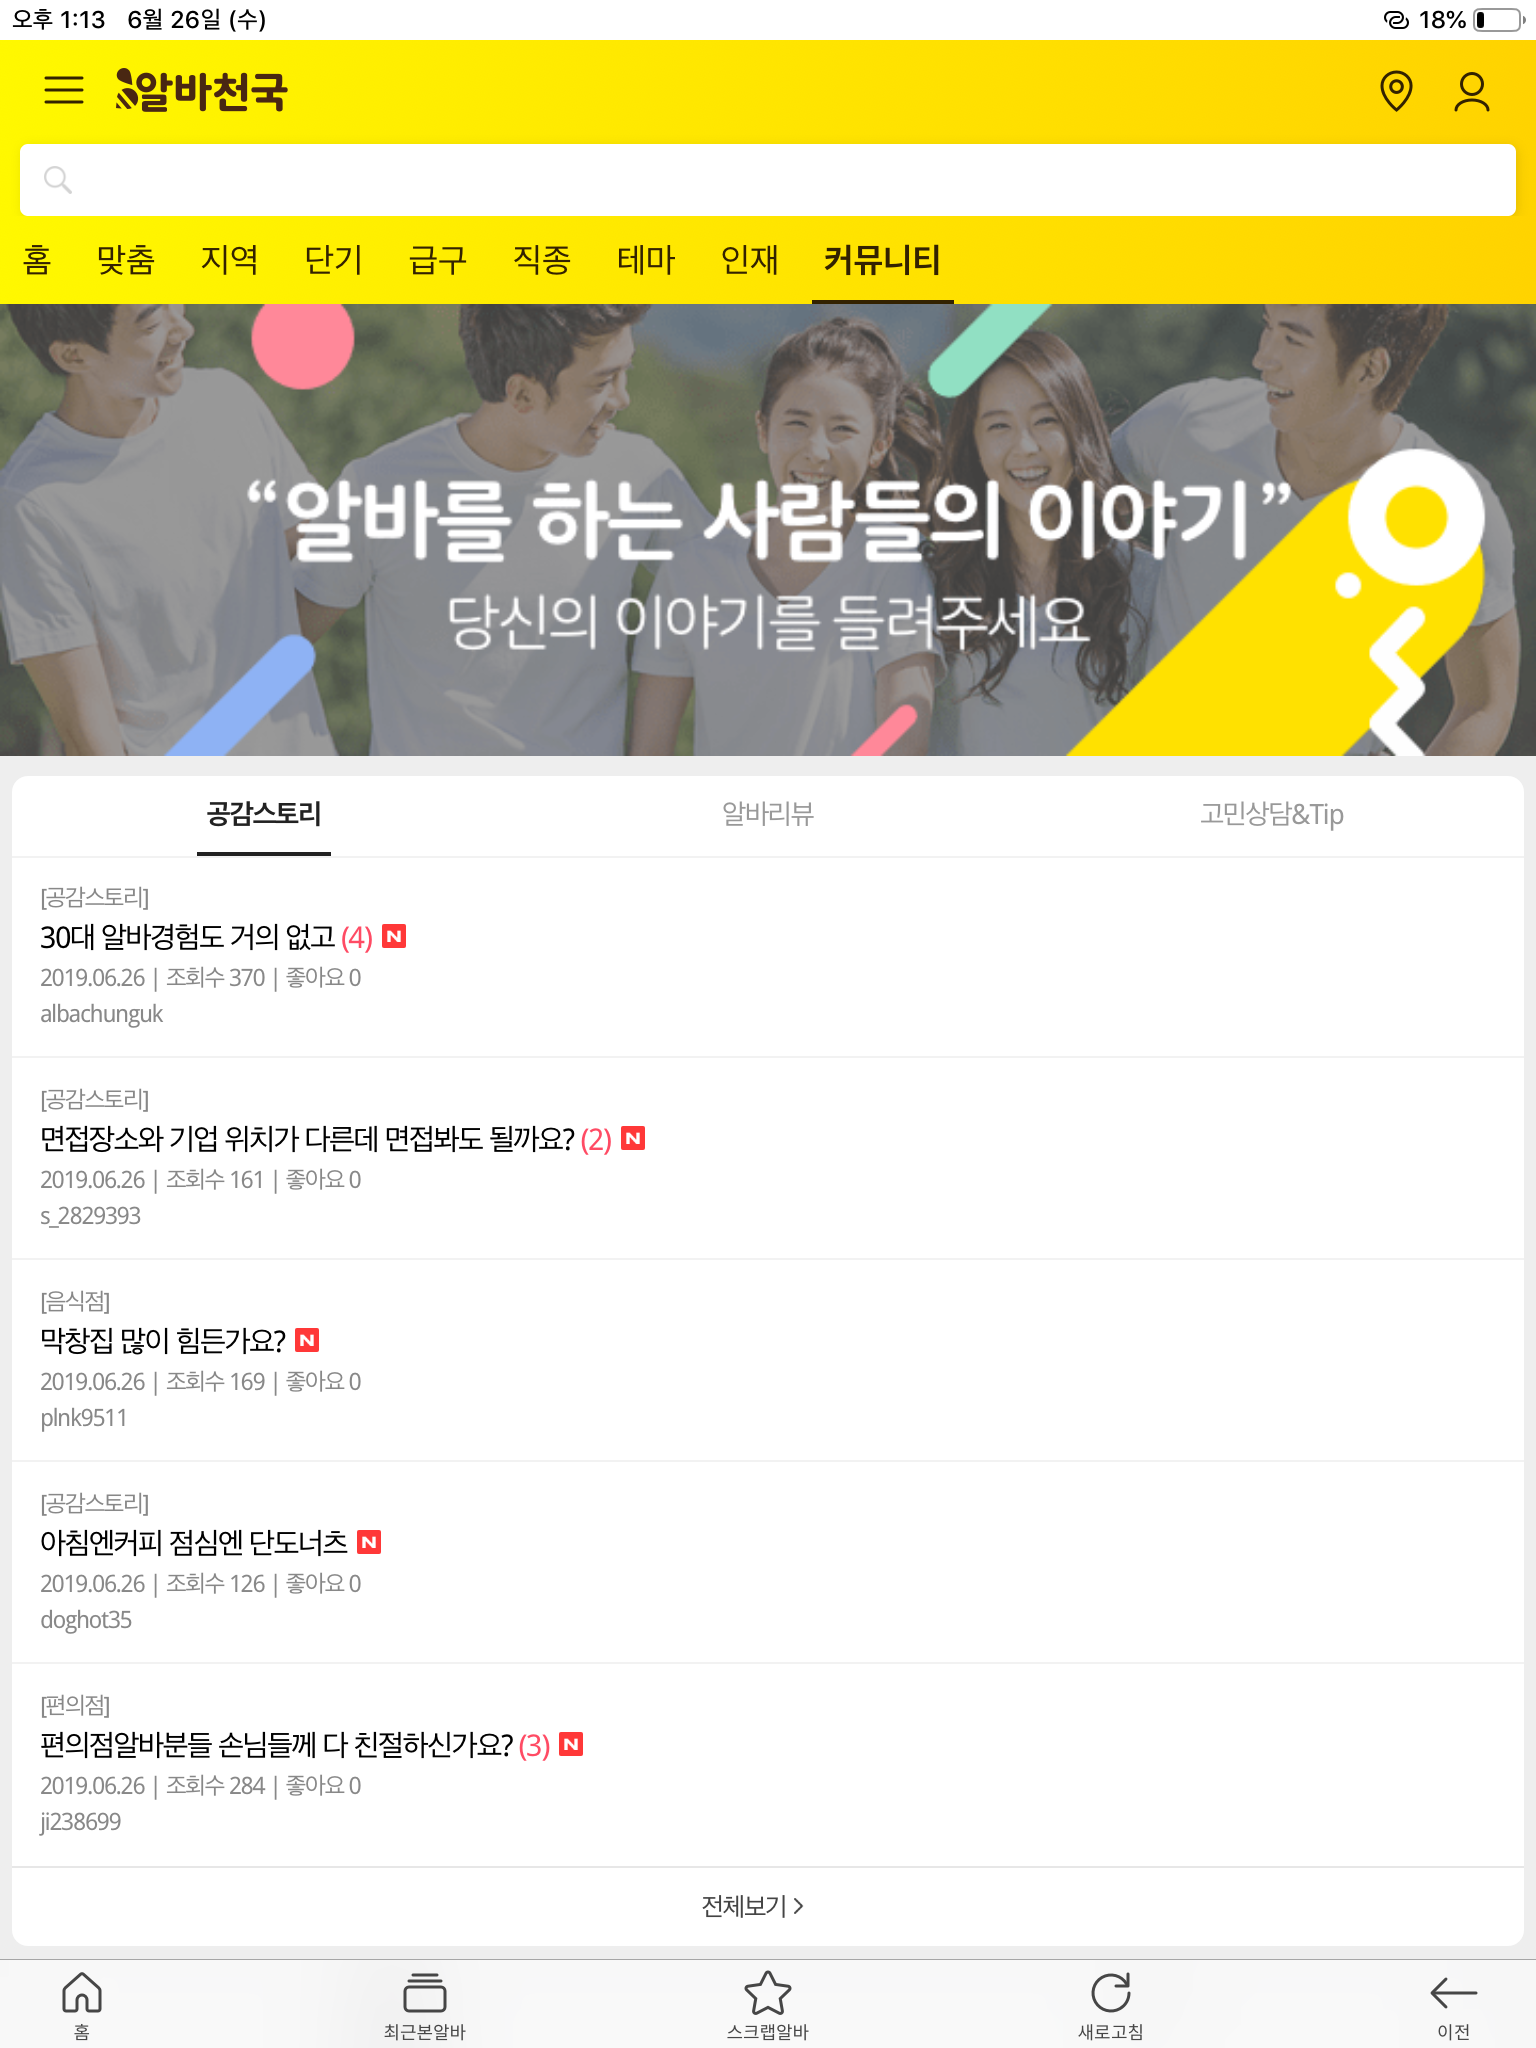 오후 1:13 6월 26일 (수) 18%
알바천국
홈 맞춤 지역 단기 급구 직종 테마 인재 커뮤니티
“알바를 하는 사람들의 이야기”
당신의 이야기를 들려주세요
공감스토리 알바리뷰 고민상담&Tip
[공감스토리]
30대 알바경험도 거의 없고 (4) N
2019.06.26 | 조회수 370 | 좋아요 0
albachunguk
[공감스토리]
면접장소와 기업 위치가 다른데 면접봐도 될까요? (2) N
2019.06.26 | 조회수 161 | 좋아요 0
s_2829393
[음식점]
막창집 많이 힘든가요? N
2019.06.26 | 조회수 169 | 좋아요 0
plnk9511
[공감스토리]
아침엔커피 점심엔 단도너츠 N
2019.06.26 | 조회수 126 | 좋아요 0
doghot35
[편의점]
편의점알바분들 손님들께 다 친절하신가요? (3) N
2019.06.26 | 조회수 284 | 좋아요 0
ji238699
전체보기 >
홈 최근본알바 스크랩알바 새로고침 이전